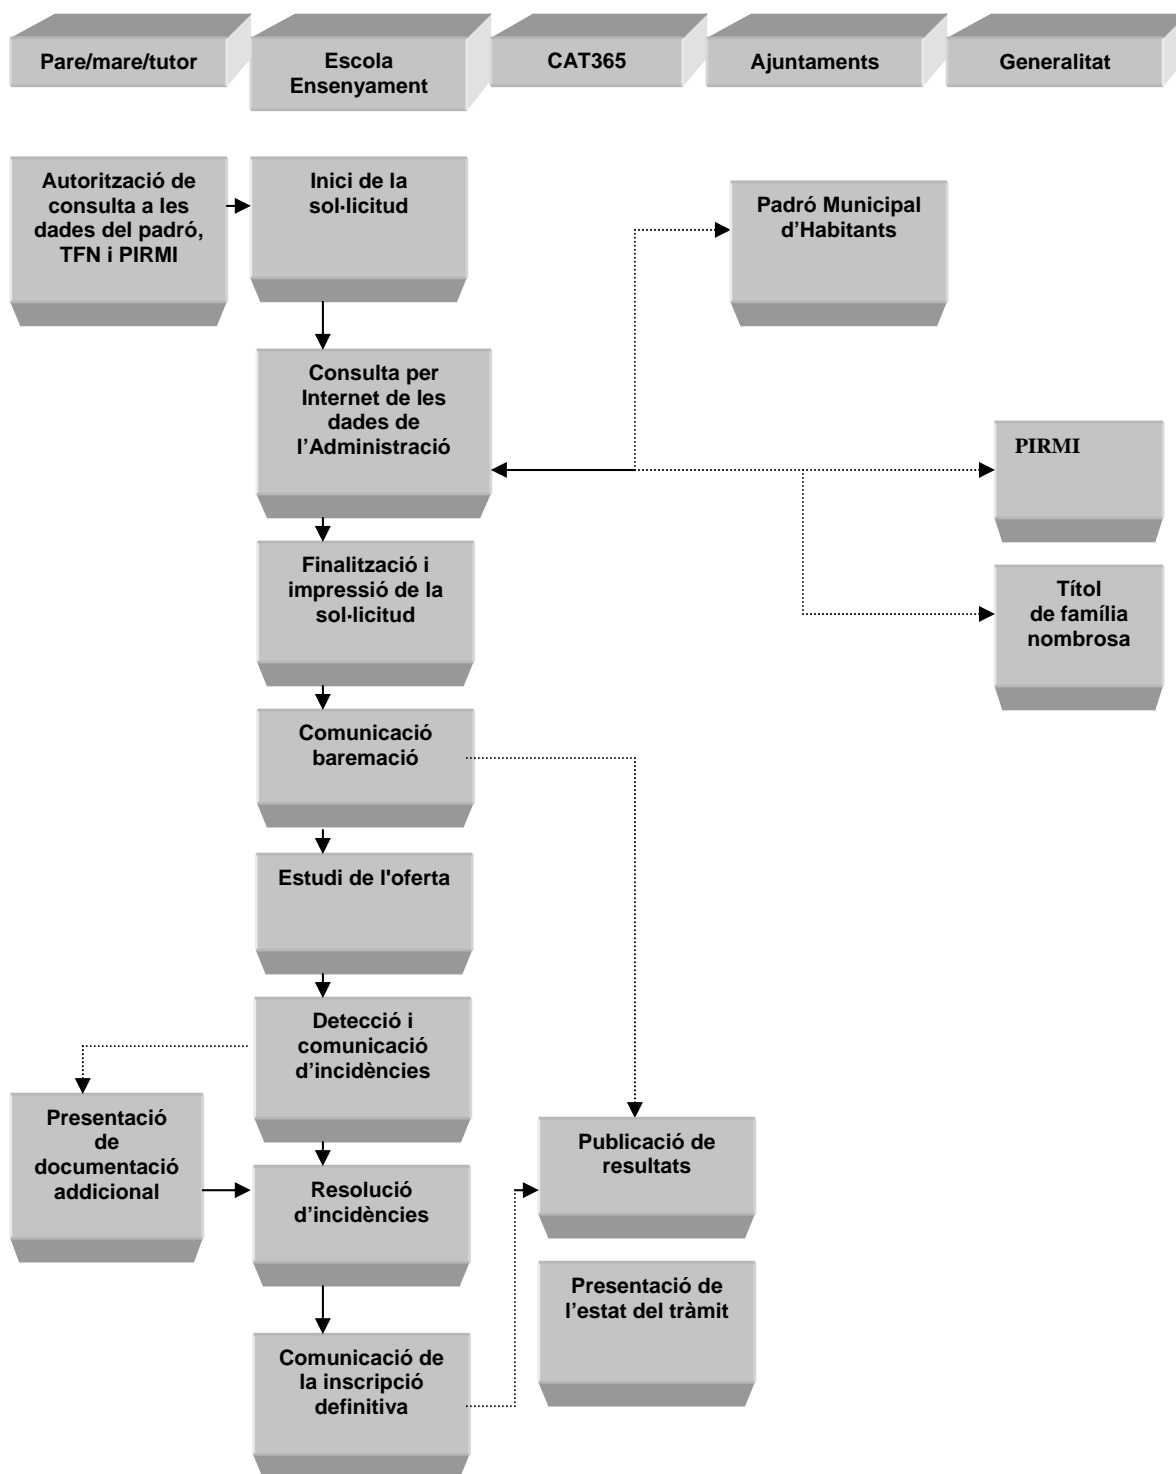 Pare/mare/tutor
Escola
Ensenyament
CAT365
Ajuntaments
Generalitat
Autorització de
consulta a les
dades del padró,
TFN i PIRMI
Inici de la
sol·licitud
Padró Municipal
d’Habitants
Consulta per
Internet de les
dades de
l’Administració
PIRMI
Finalització i
impressió de la
sol·licitud
Títol
de família
nombrosa
Comunicació
baremació
Estudi de l'oferta
Detecció i
comunicació
d’incidències
Presentació
de
documentació
addicional
Publicació de
resultats
Resolució
d’incidències
Presentació de
l’estat del tràmit
Comunicació de
la inscripció
definitiva